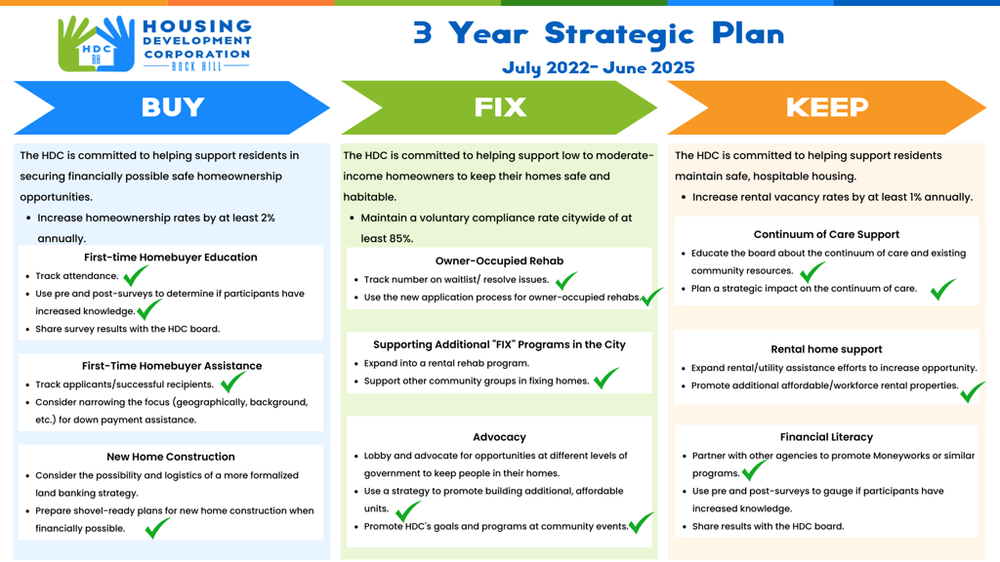 HDC
RH
HOUSING
DEVELOPMENT
CORPORATION
ROCK HILL
3 Year Strategic Plan
July 2022- June 2025
BUY
The HDC is committed to helping support residents in
securing financially possible safe homeownership
opportunities.
• Increase homeownership rates by at least 2%
annually.
First-time Homebuyer Education
• Track attendance.
• Use pre and post-surveys to determine if participants have
increased knowledge.
• Share survey results with the HDC board.
First-Time Homebuyer Assistance
• Track applicants/successful recipients.
• Consider narrowing the focus (geographically, background,
etc.) for down payment assistance.
New Home Construction
• Consider the possibility and logistics of a more formalized
land banking strategy.
• Prepare shovel-ready plans for new home construction when
financially possible.
FIX
The HDC is committed to helping support low to moderate-
income homeowners to keep their homes safe and
habitable.
• Maintain a voluntary compliance rate citywide of at
least 85%.
Owner-Occupied Rehab
• Track number on waitlist/ resolve issues.
• Use the new application process for owner-occupied rehabs.
Supporting Additional "FIX" Programs in the City
• Expand into a rental rehab program.
• Support other community groups in fixing homes.
Advocacy
• Lobby and advocate for opportunities at different levels of
government to keep people in their homes.
• Use a strategy to promote building additional, affordable
units.
• Promote HDC's goals and programs at community events.
KEEP
The HDC is committed to helping support residents
maintain safe, hospitable housing.
• Increase rental vacancy rates by at least 1% annually.
Continuum of Care Support
• Educate the board about the continuum of care and existing
community resources.
• Plan a strategic impact on the continuum of care.
Rental home support
• Expand rental/utility assistance efforts to increase opportunity.
• Promote additional affordable/workforce rental properties.
Financial Literacy
• Partner with other agencies to promote Moneyworks or similar
programs.
• Use pre and post-surveys to gauge if participants have
increased knowledge.
• Share results with the HDC board.